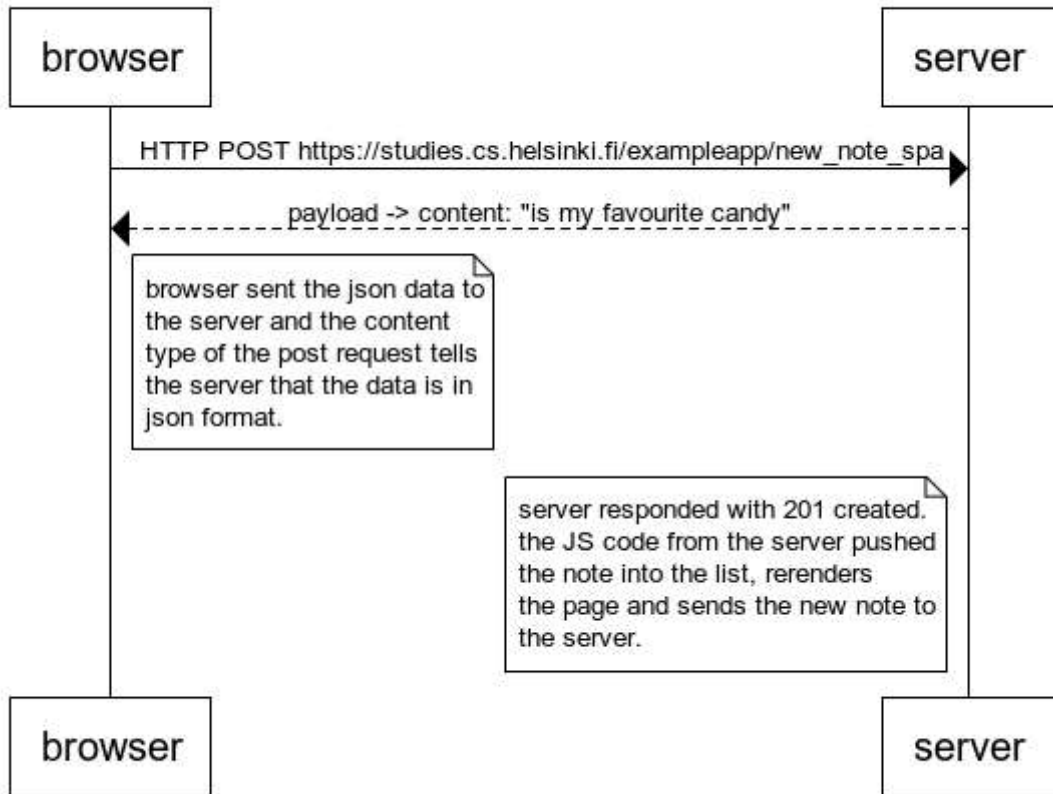 browser
server
HTTP POST https://studies.cs.helsinki.fi/exampleapp/new_note_spa
payload -> content: "is my favourite candy"
browser sent the json data to
the server and the content
type of the post request tells
the server that the data is in
json format.
server responded with 201 created.
the JS code from the server pushed
the note into the list, rerenders
the page and sends the new note to
the server.
browser
server